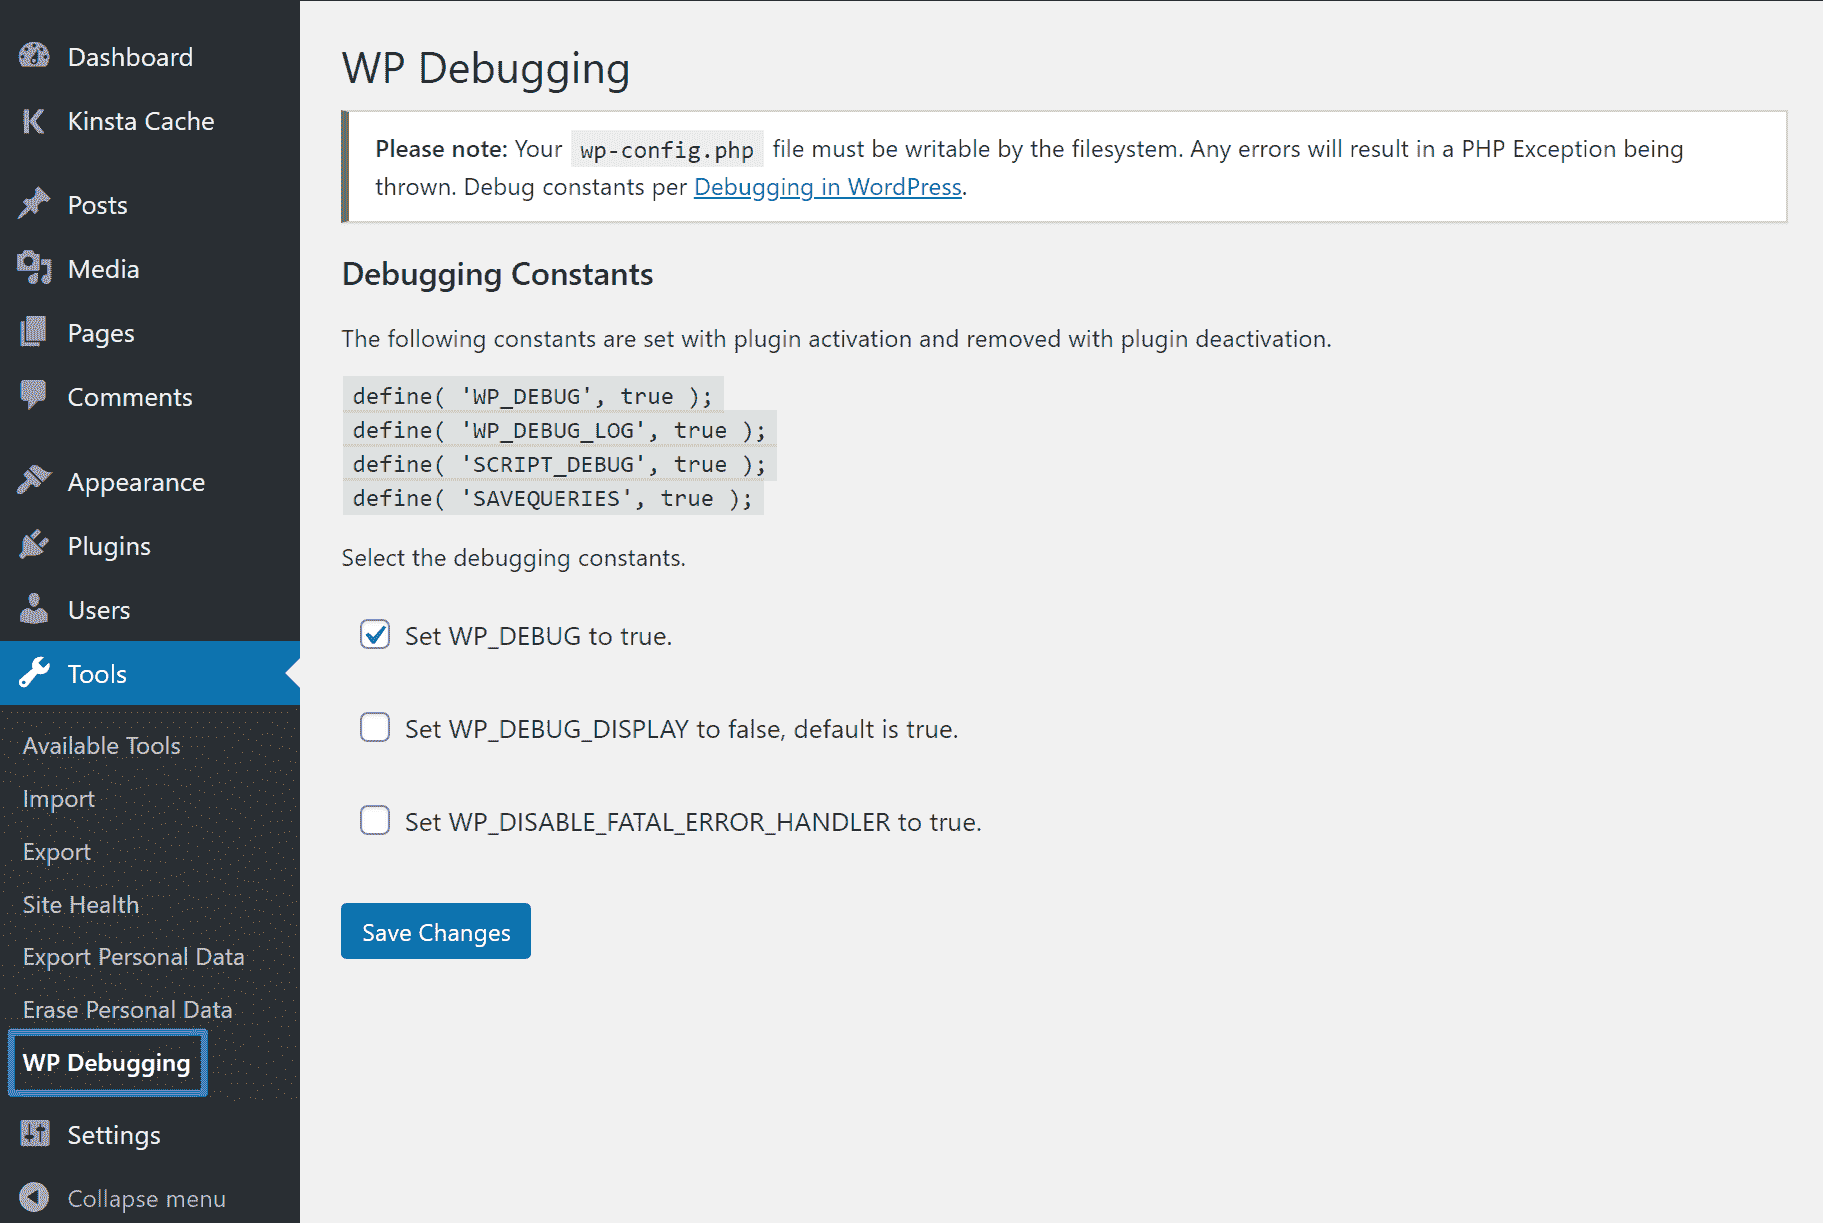 Dashboard
Kinsta Cache
Posts
Media
Pages
Comments
Appearance
Plugins
Users
Tools
Available Tools
Import
Export
Site Health
Export Personal Data
Erase Personal Data
WP Debugging
Settings
Collapse menu
WP Debugging
Please note: Your wp-config.php file must be writable by the filesystem. Any errors will result in a PHP Exception being
thrown. Debug constants per Debugging in WordPress.
Debugging Constants
The following constants are set with plugin activation and removed with plugin deactivation.
define( 'WP_DEBUG', true );
define( 'WP_DEBUG_LOG', true );
define( 'SCRIPT_DEBUG', true );
define( 'SAVEQUERIES', true );
Select the debugging constants.
Set WP_DEBUG to true.
Set WP_DEBUG_DISPLAY to false, default is true.
Set WP_DISABLE_FATAL_ERROR_HANDLER to true.
Save Changes